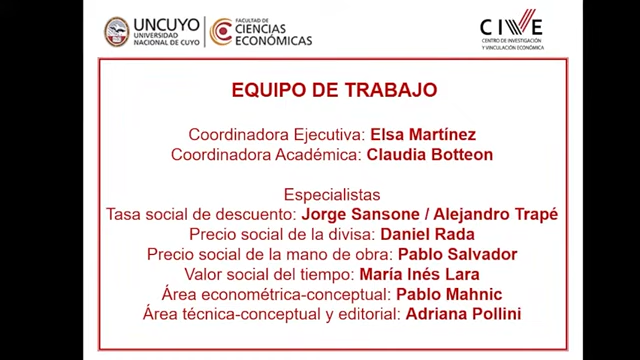 UNCUYO
UNIVERSIDAD
NACIONAL DE CUYO
FACULTAD DE
CIENCIAS
ECONÓMICAS
CIVE
CENTRO DE INVESTIGACIÓN
Y VINCULACIÓN ECONÓMICA
EQUIPO DE TRABAJO
Coordinadora Ejecutiva: Elsa Martínez
Coordinadora Académica: Claudia Botteon
Especialistas
Tasa social de descuento: Jorge Sansone / Alejandro Trapé
Precio social de la divisa: Daniel Rada
Precio social de la mano de obra: Pablo Salvador
Valor social del tiempo: María Inés Lara
Área econométrica-conceptual: Pablo Mahnic
Área técnica-conceptual y editorial: Adriana Pollini